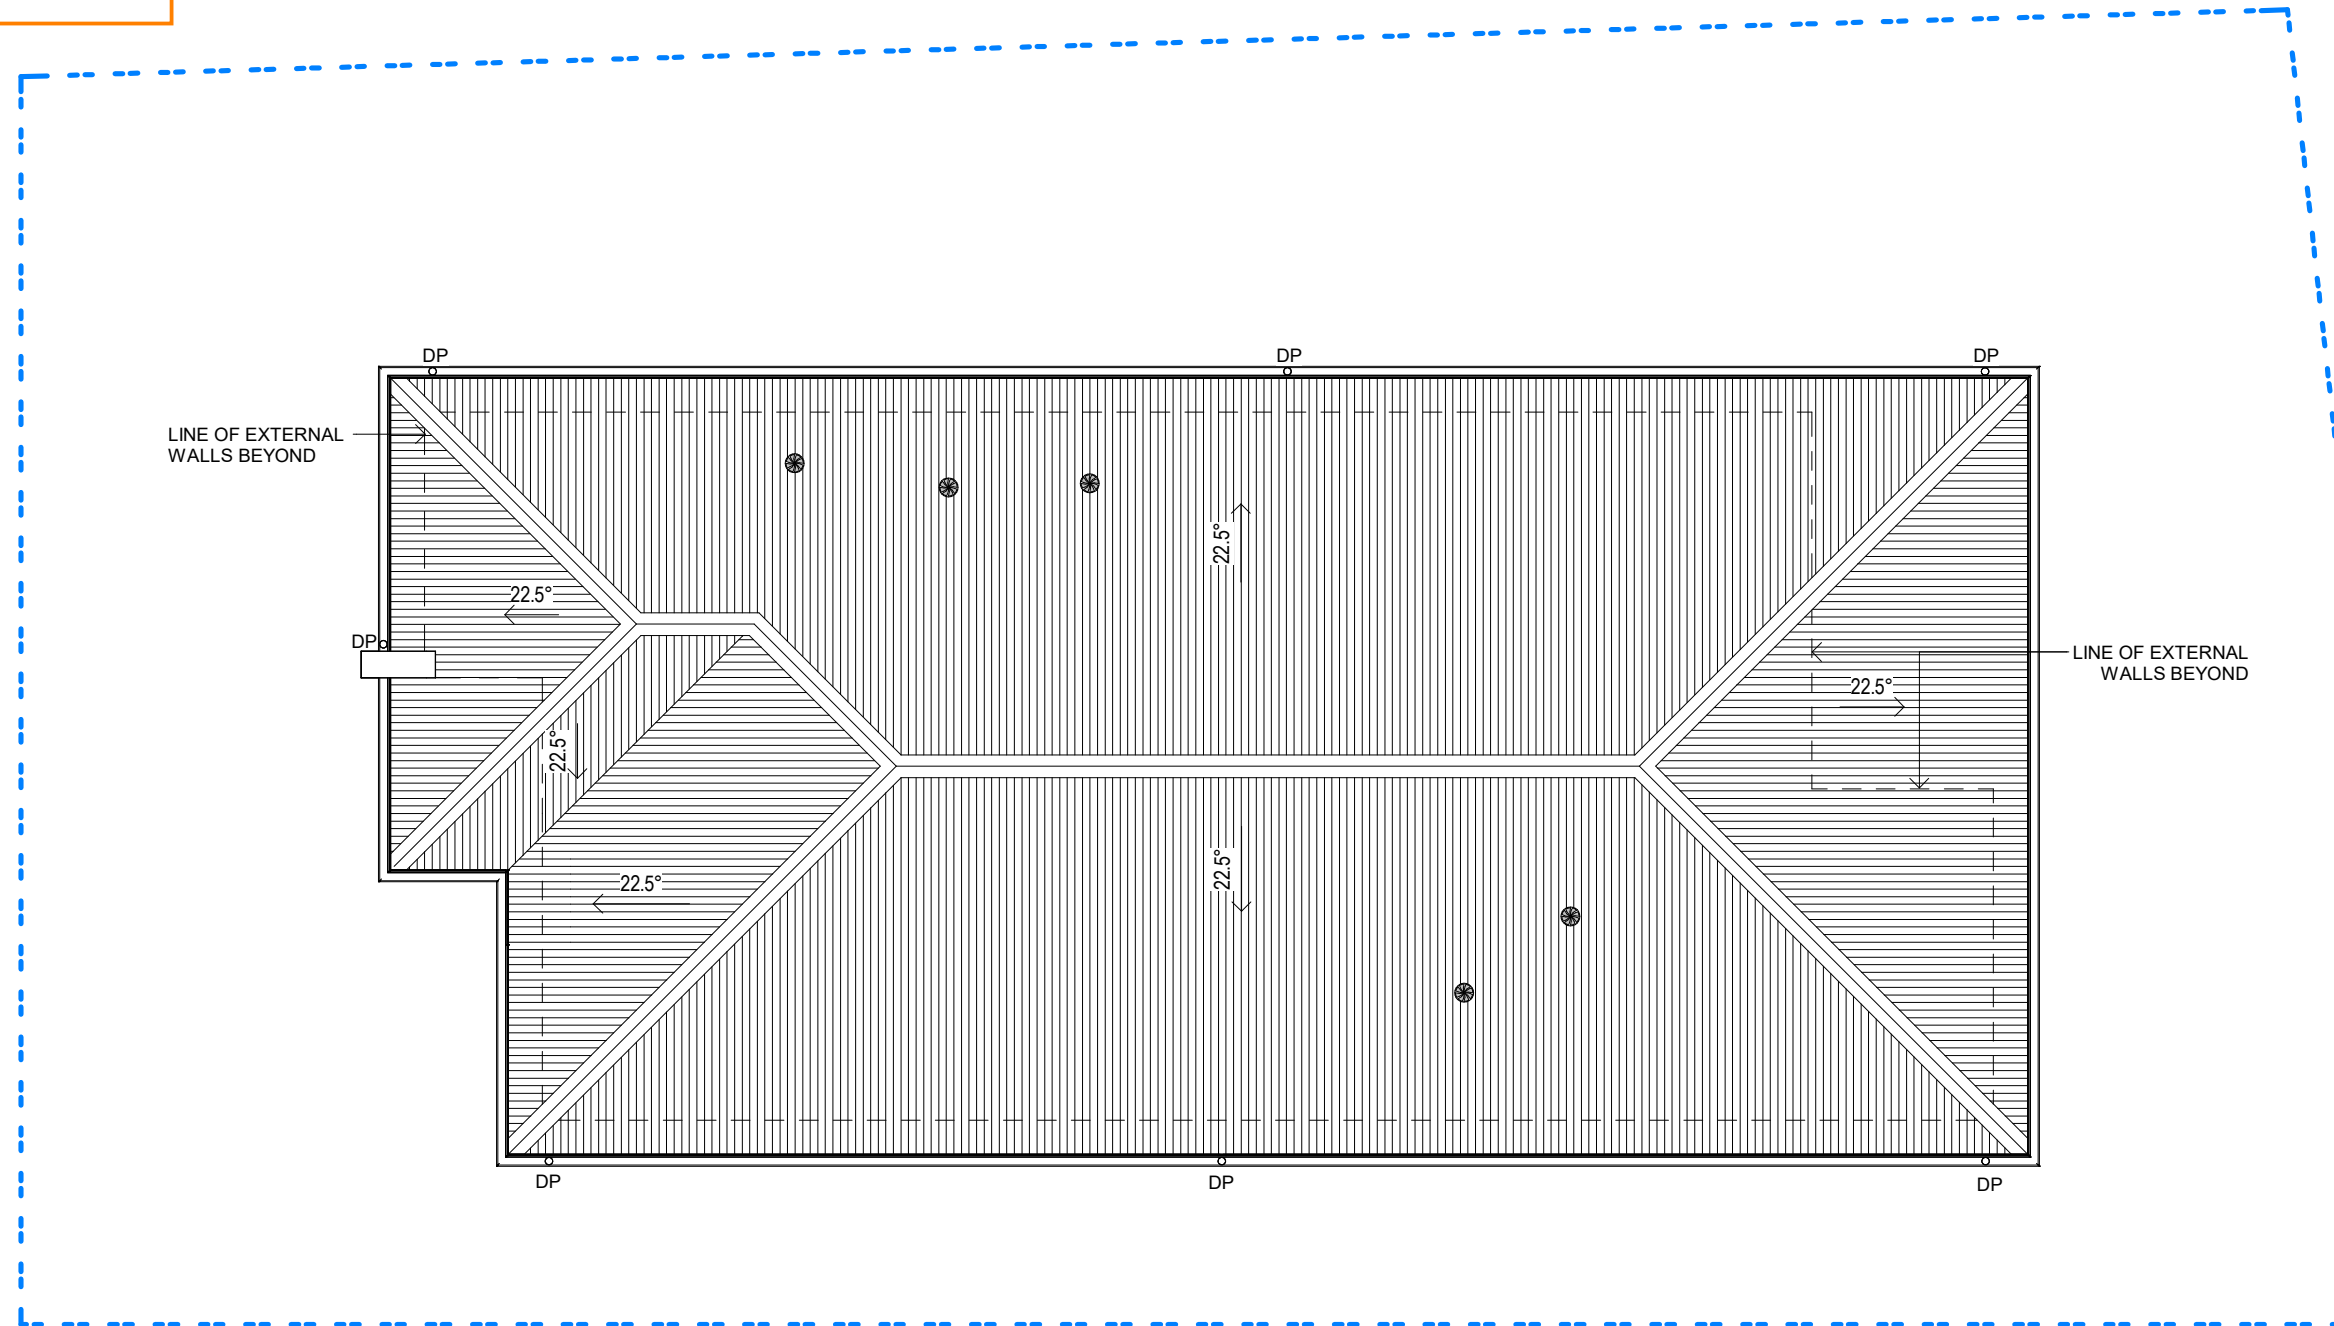 DP
DP
DP
LINE OF EXTERNAL
WALLS BEYOND
22.5°
22.5°
DP
LINE OF EXTERNAL
WALLS BEYOND
22.5°
22.5°
22.5°
22.5°
DP
DP
DP